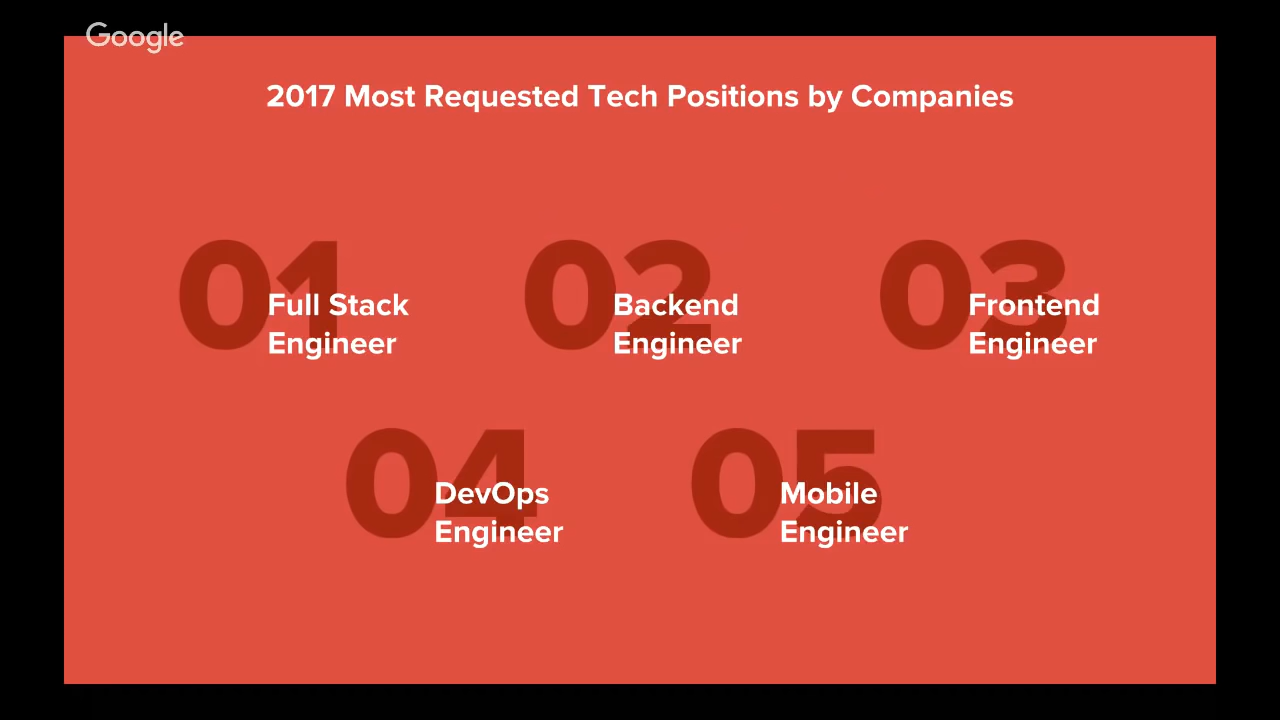 Google
2017 Most Requested Tech Positions by Companies
01
Full Stack
Engineer
02
Backend
Engineer
03
Frontend
Engineer
04
DevOps
Engineer
05
Mobile
Engineer